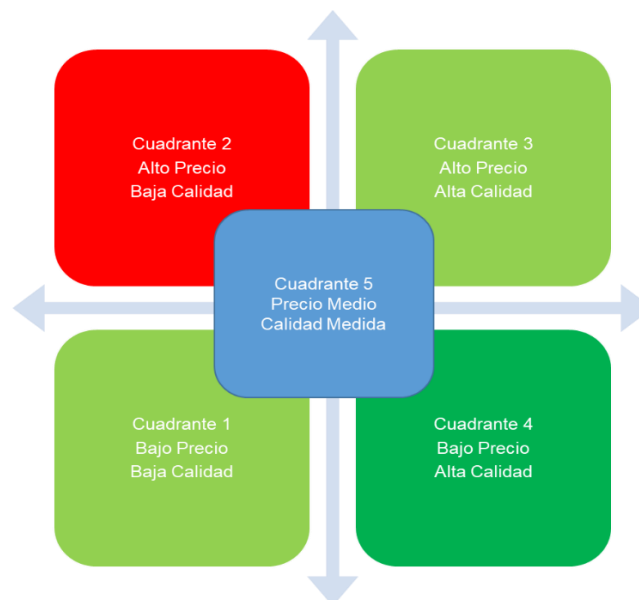 Cuadrante 2
Alto Precio
Baja Calidad
Cuadrante 3
Alto Precio
Alta Calidad
Cuadrante 5
Precio Medio
Calidad Medida
Cuadrante 1
Bajo Precio
Baja Calidad
Cuadrante 4
Bajo Precio
Alta Calidad